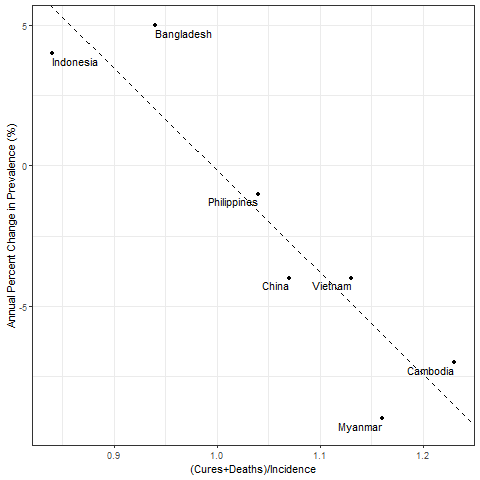 Annual Percent Change in Prevalence (%)
5
0
-5
Bangladesh
Indonesia
Philippines
China
Vietnam
Cambodia
Myanmar
0.9
1.0
1.1
1.2
(Cures+Deaths)/Incidence